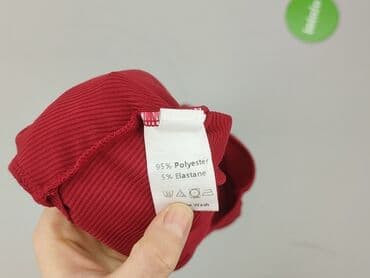 95% Polyester
5% Elastane
Wash